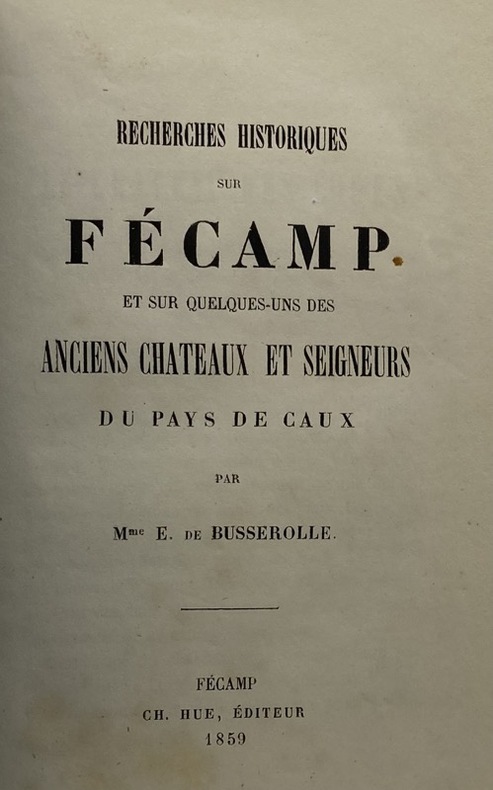 RECHERCHES HISTORIQUES
SUR
FÉCAMP
ET SUR QUELQUES-UNS DES
ANCIENS CHATEAUX ET SEIGNEURS
DU PAYS DE CAUX
PAR
Mme E. DE BUSSEROLLE.
FÉCAMP
CH. HUE, ÉDITEUR
1859